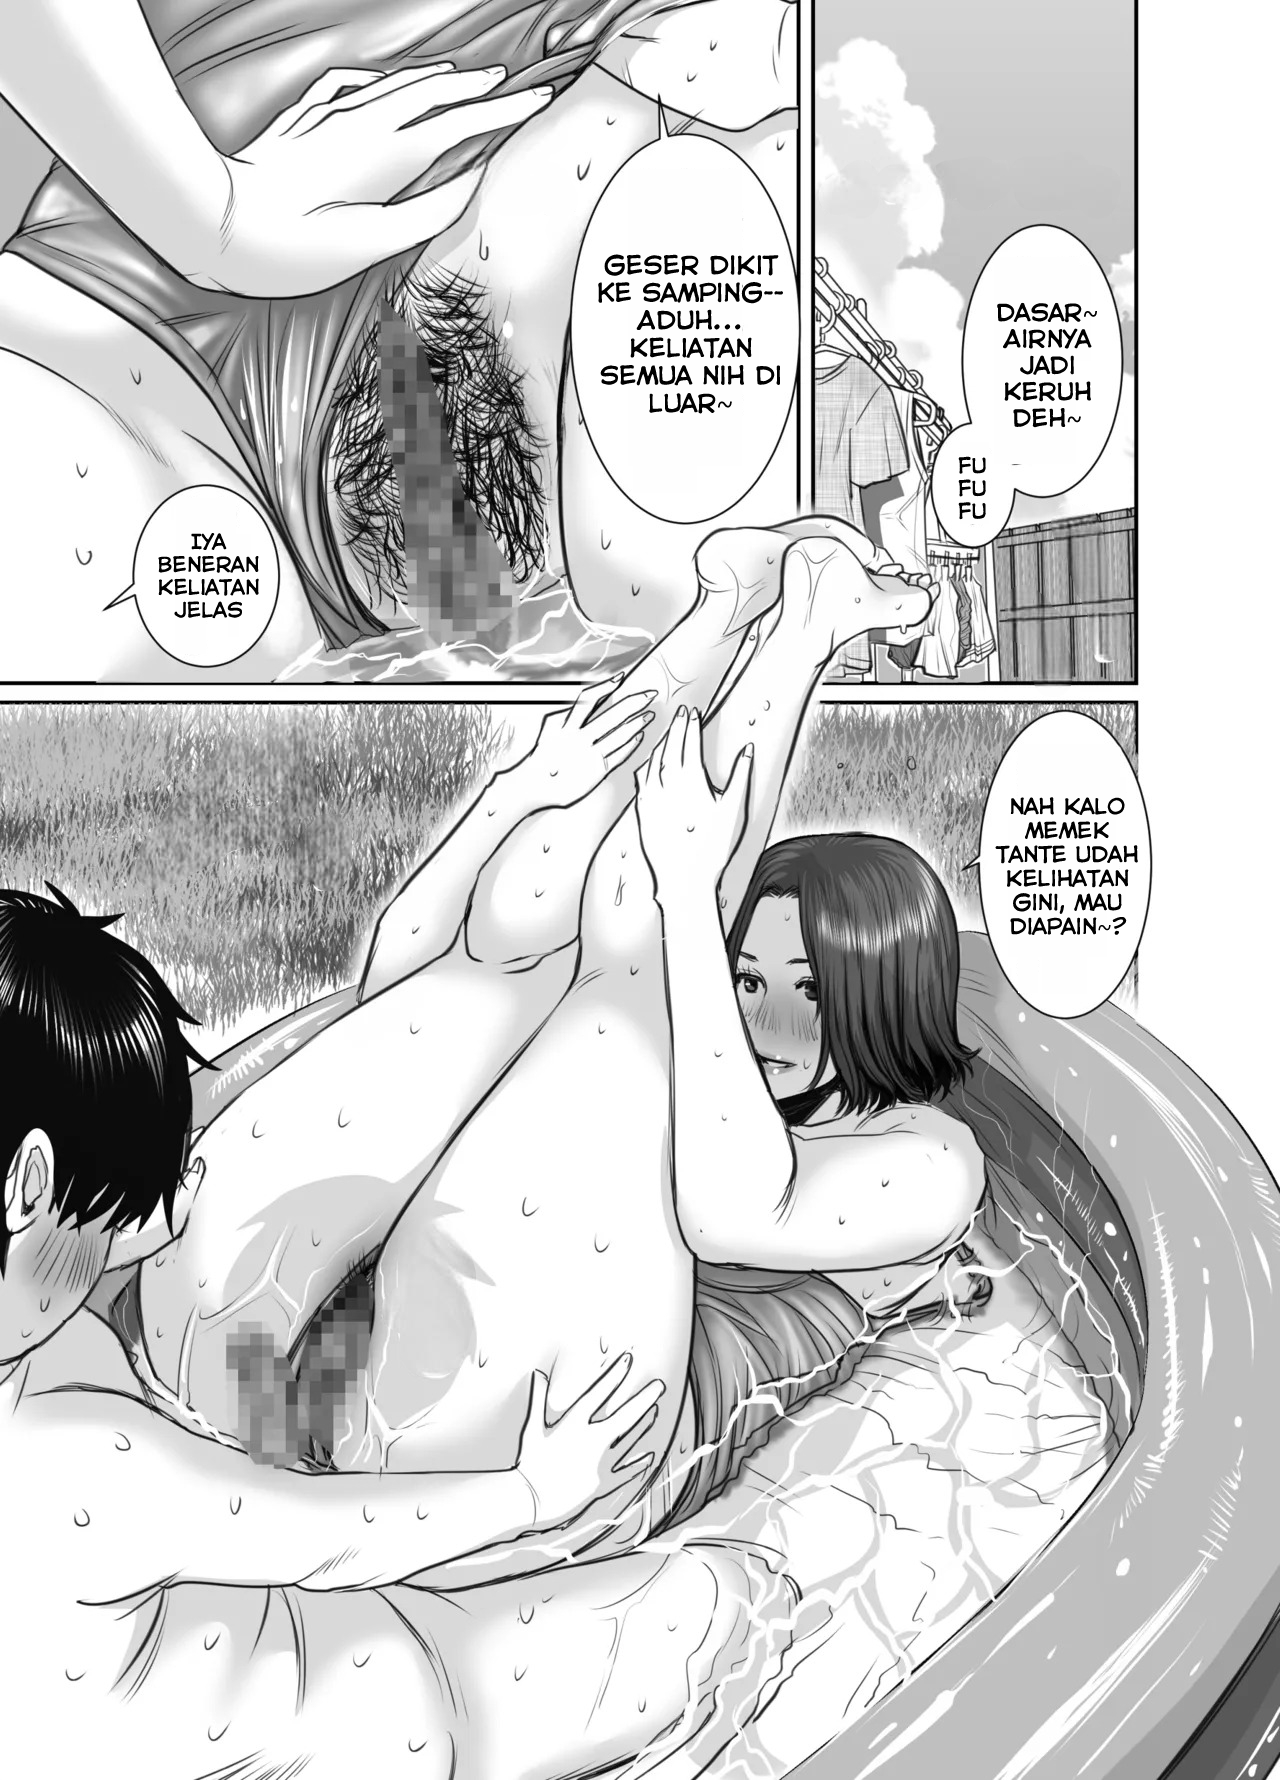 DASAR~
AIRNYA
JADI
KERUH
DEH~
FU
FU
FU
GESER DIKIT
KE SAMPING--
ADUH...
KELIATAN
SEMUA NIH DI
LUAR~
IYA
BENERAN
KELIATAN
JELAS
NAH KALO
MEMEK
TANTE UDAH
KELIHATAN
GINI, MAU
DIAPAIN~?